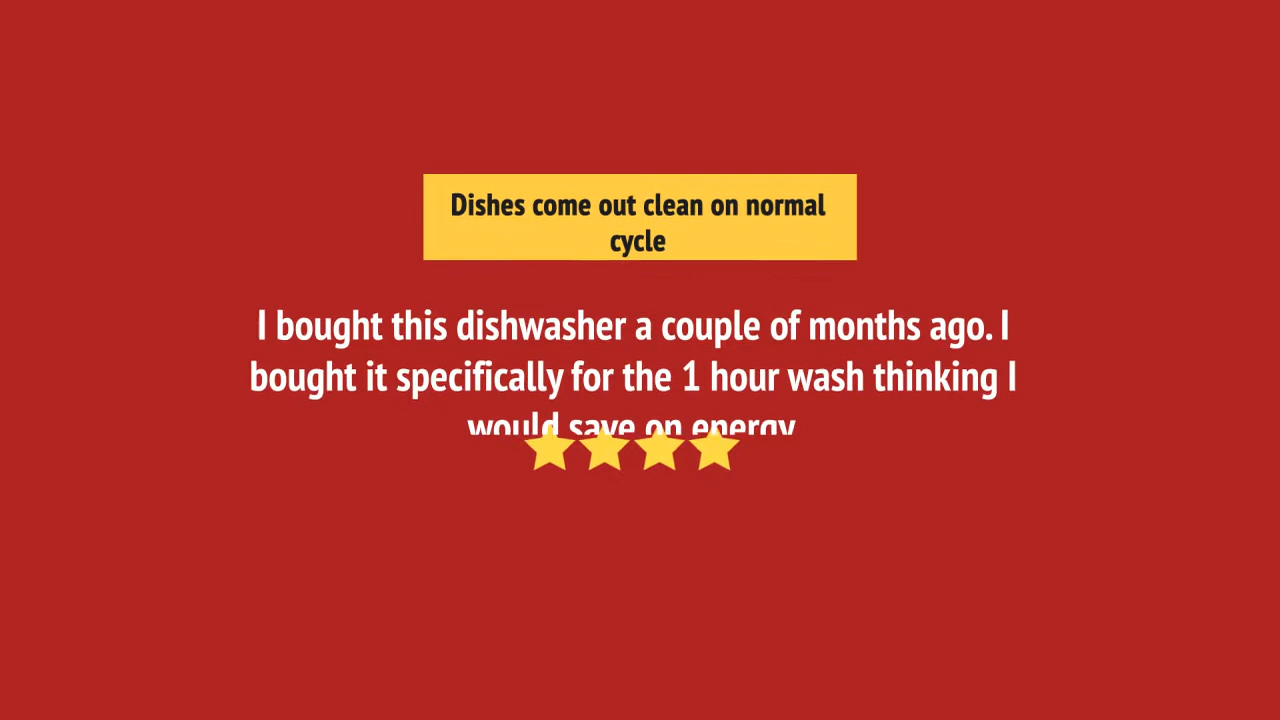 Dishes come out clean on normal
cycle
I bought this dishwasher a couple of months ago. I
bought it specifically for the 1 hour wash thinking I
would save on energy